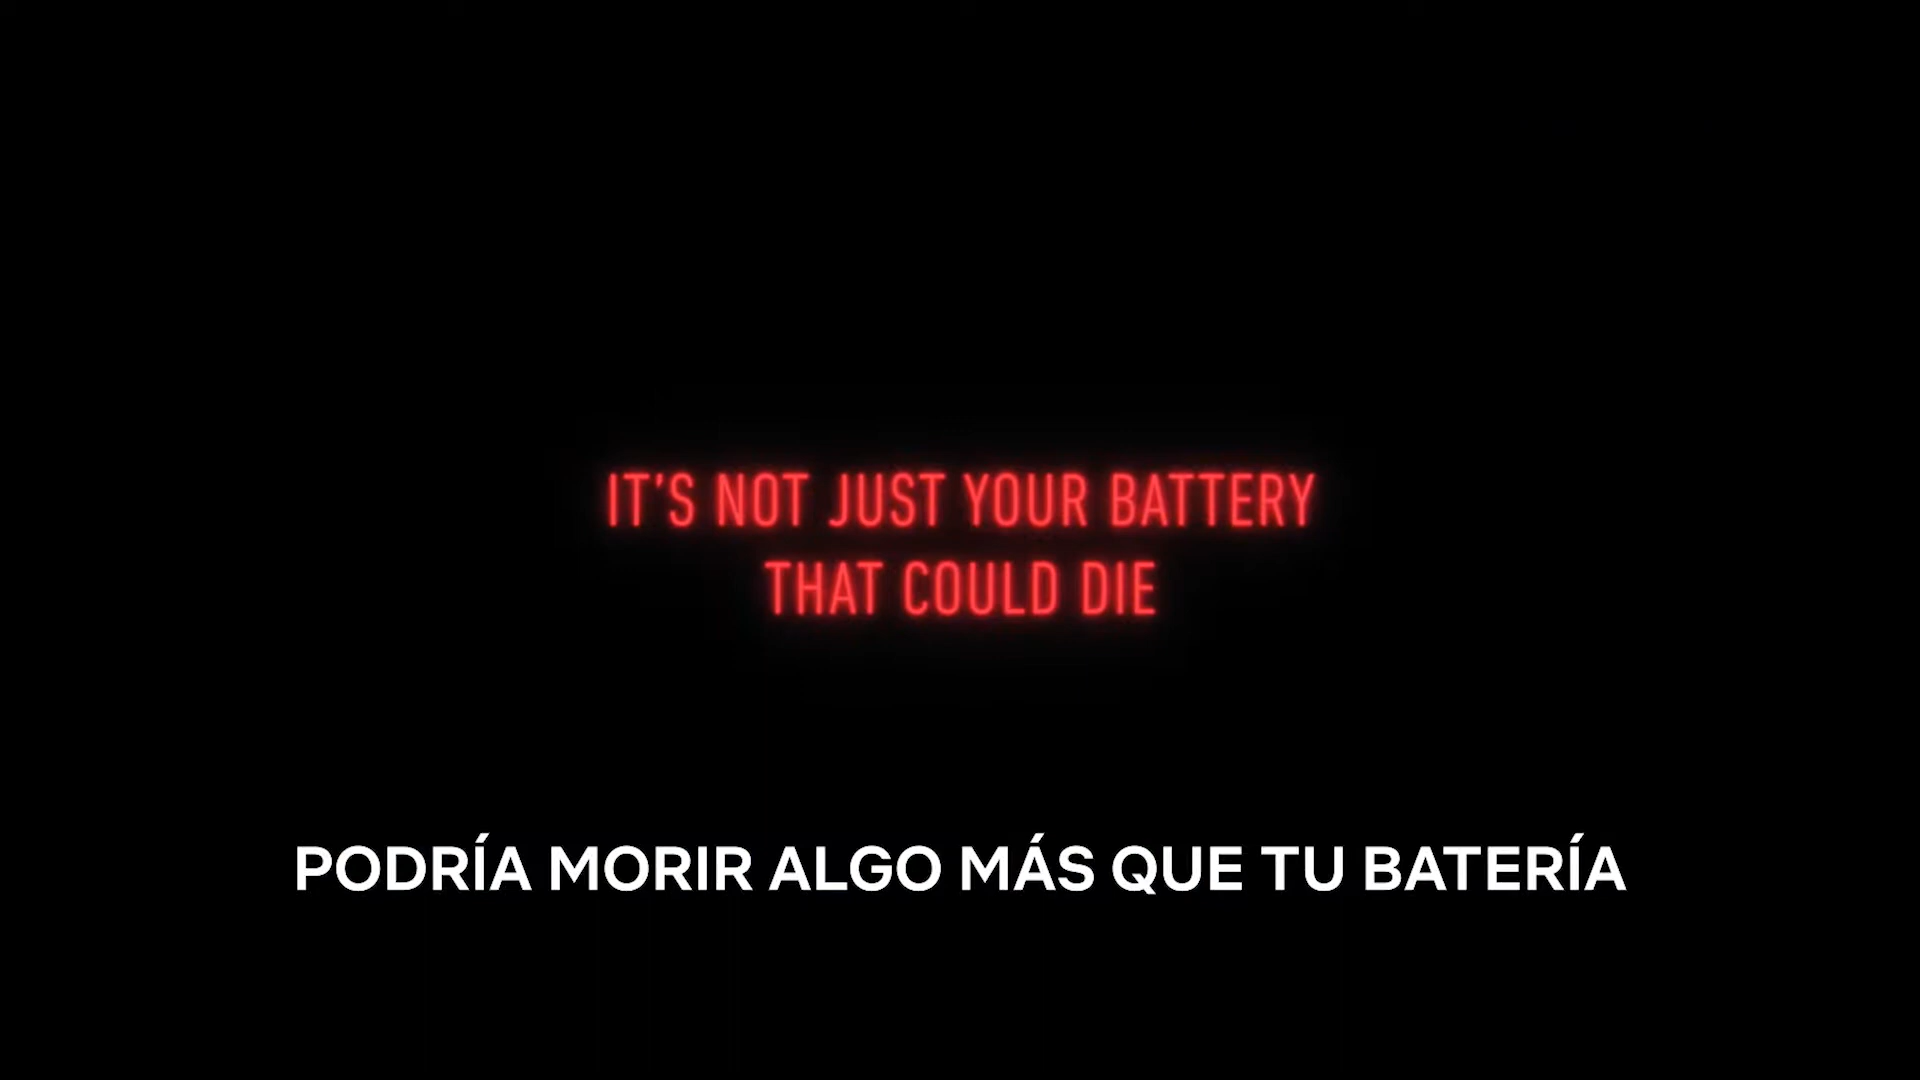 IT'S NOT JUST YOUR BATTERY
THAT COULD DIE
PODRÍA MORIR ALGO MÁS QUE TU BATERÍA